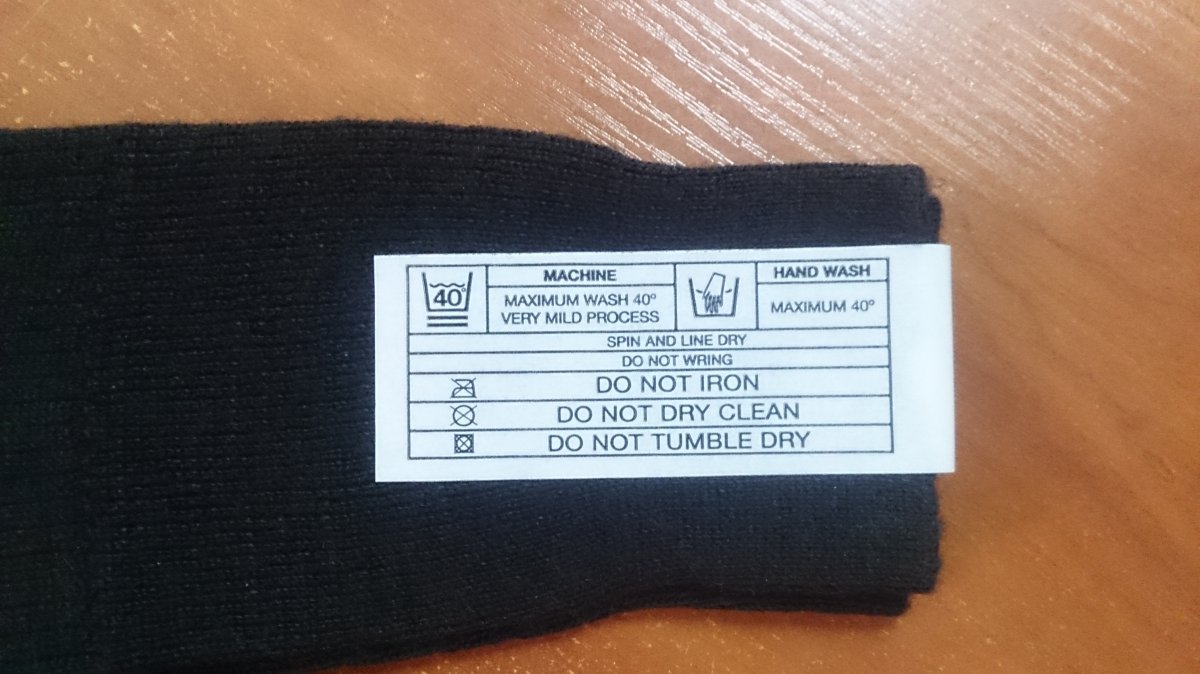 40°
MACHINE
MAXIMUM WASH 40°
VERY MILD PROCESS
HAND WASH
MAXIMUM 40°
SPIN AND LINE DRY
DO NOT WRING
DO NOT IRON
DO NOT DRY CLEAN
DO NOT TUMBLE DRY